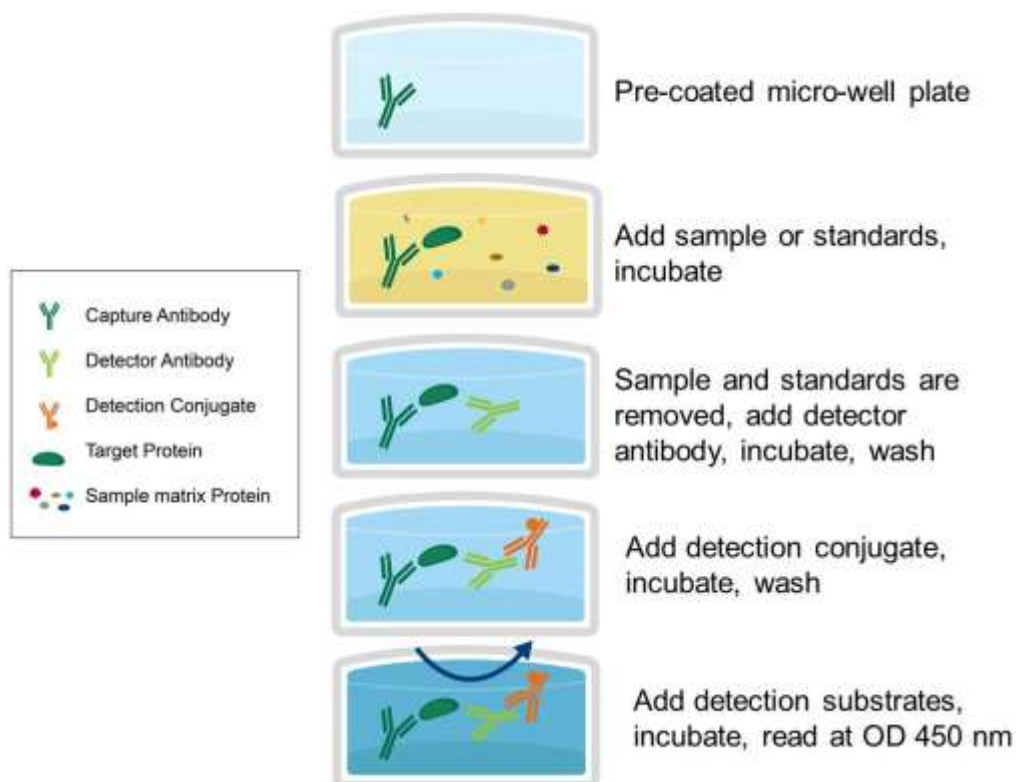 Pre-coated micro-well plate
Add sample or standards,
incubate
Capture Antibody
Detector Antibody
Detection Conjugate
Target Protein
Sample matrix Protein
Sample and standards are
removed, add detector
antibody, incubate, wash
Add detection conjugate,
incubate, wash
Add detection substrates,
incubate, read at OD 450 nm